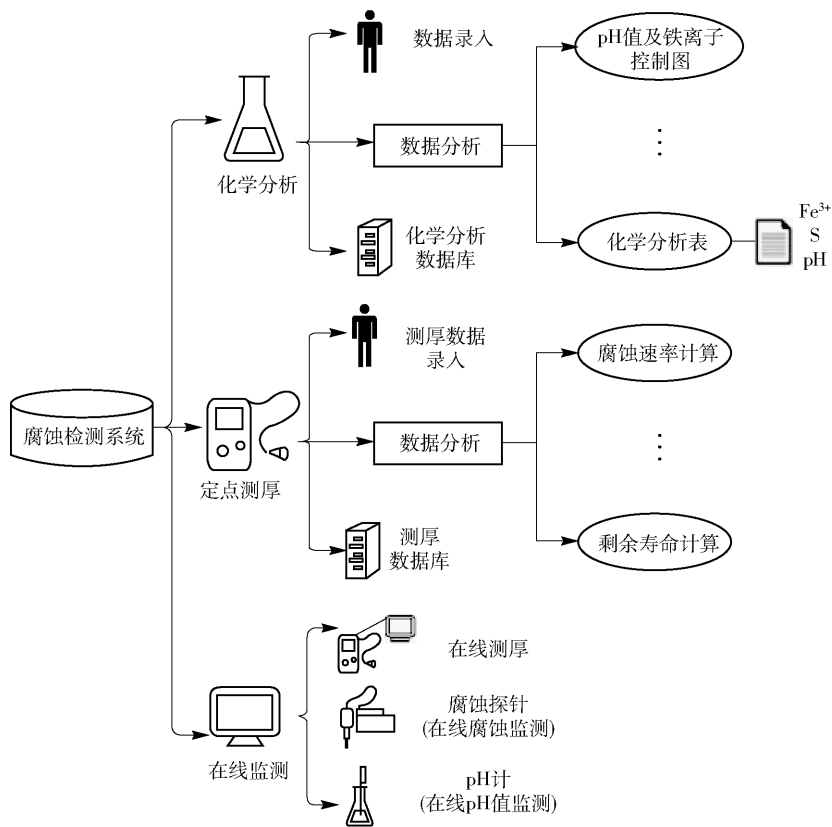 数据录入
pH值及铁离子
控制图
数据分析
化学分析
化学分析
数据库
化学分析表
Fe³⁺
S
pH
测厚数据
录入
腐蚀速率计算
腐蚀检测系统
数据分析
定点测厚
测厚
数据库
剩余寿命计算
在线测厚
腐蚀探针
(在线腐蚀监测)
在线监测
pH计
(在线pH值监测)